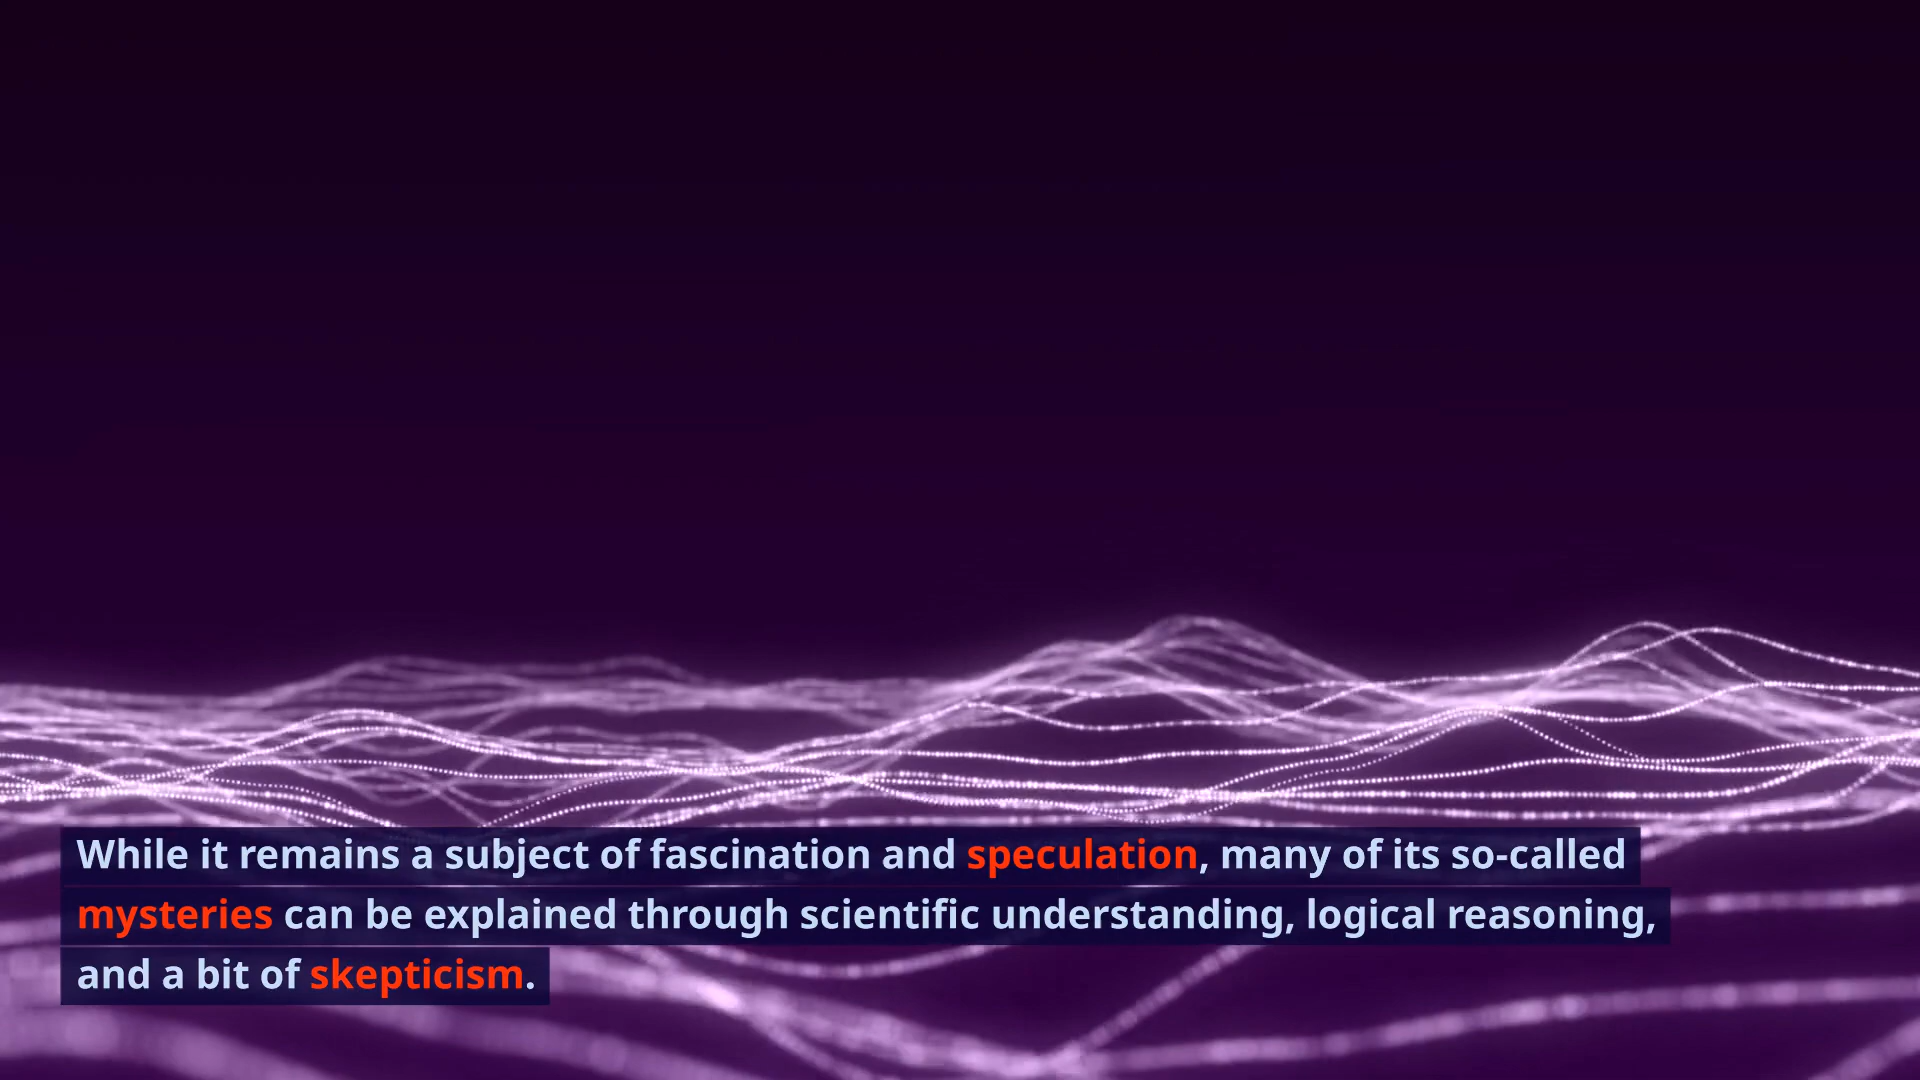 While it remains a subject of fascination and speculation, many of its so-called
mysteries can be explained through scientific understanding, logical reasoning,
and a bit of skepticism.